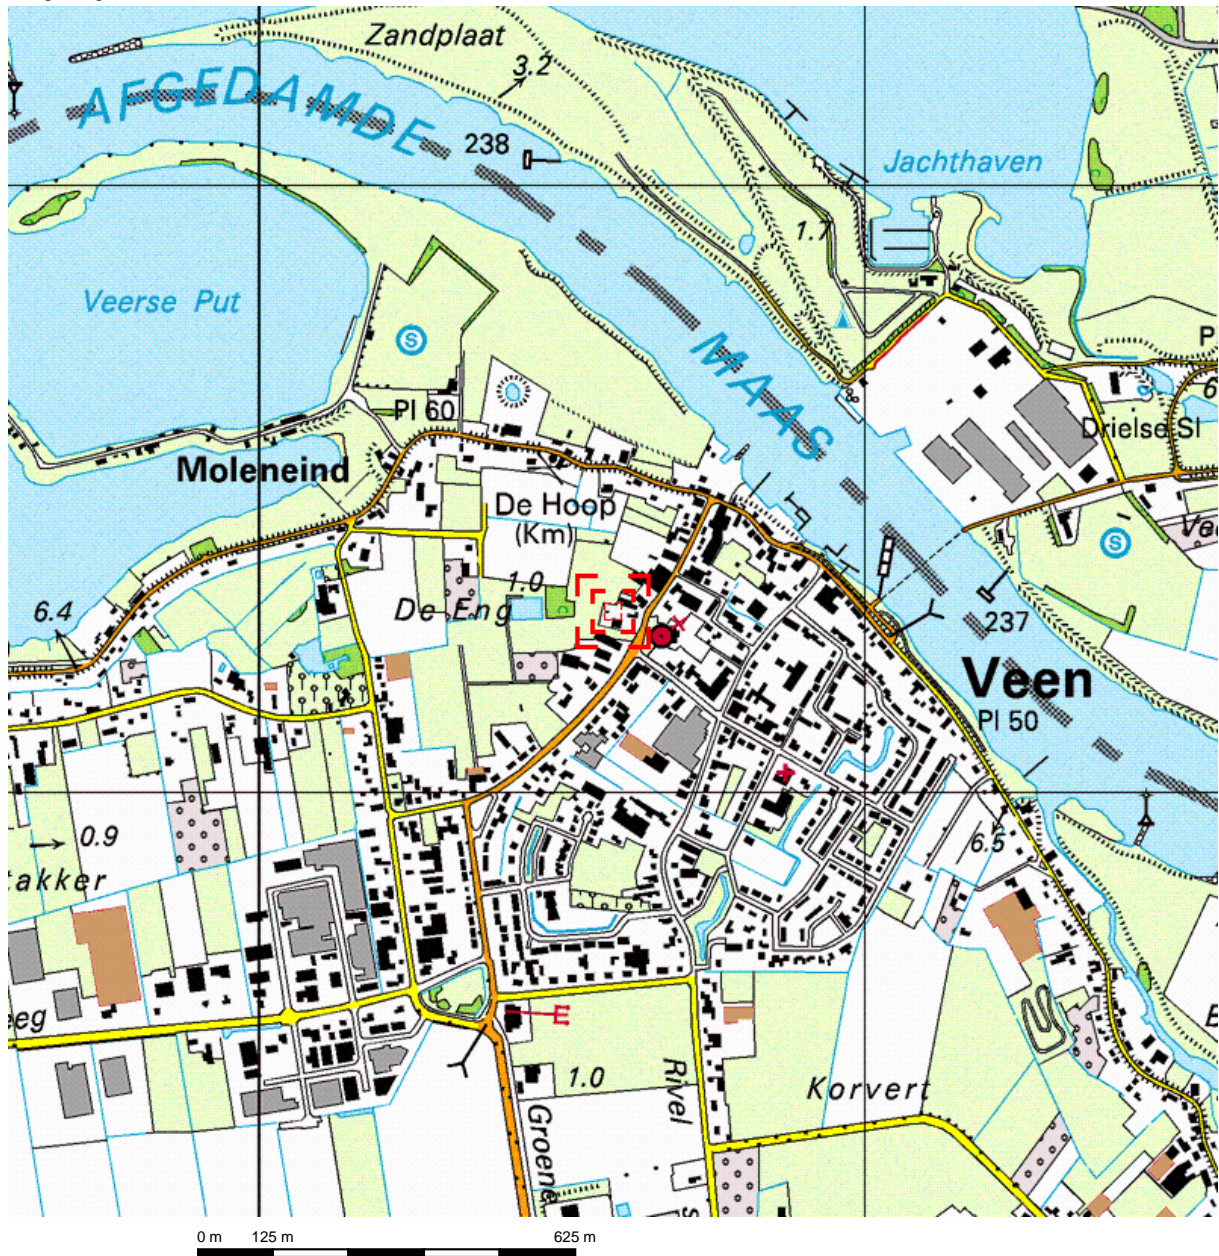 Zandplaat
3.2
AFGEDAMDE
238
Jachthaven
1.7
Veerse Put
S
MAAS
P
Pl 60
6
Drielse Sl
Moleneind
De Hoop
(Km)
S
1.0
De Eng
6.4
237
Veen
Pl 50
0.9
6.5
akker
eeg
E
1.0
Rivel
Korvert
Groene
0 m
125 m
625 m